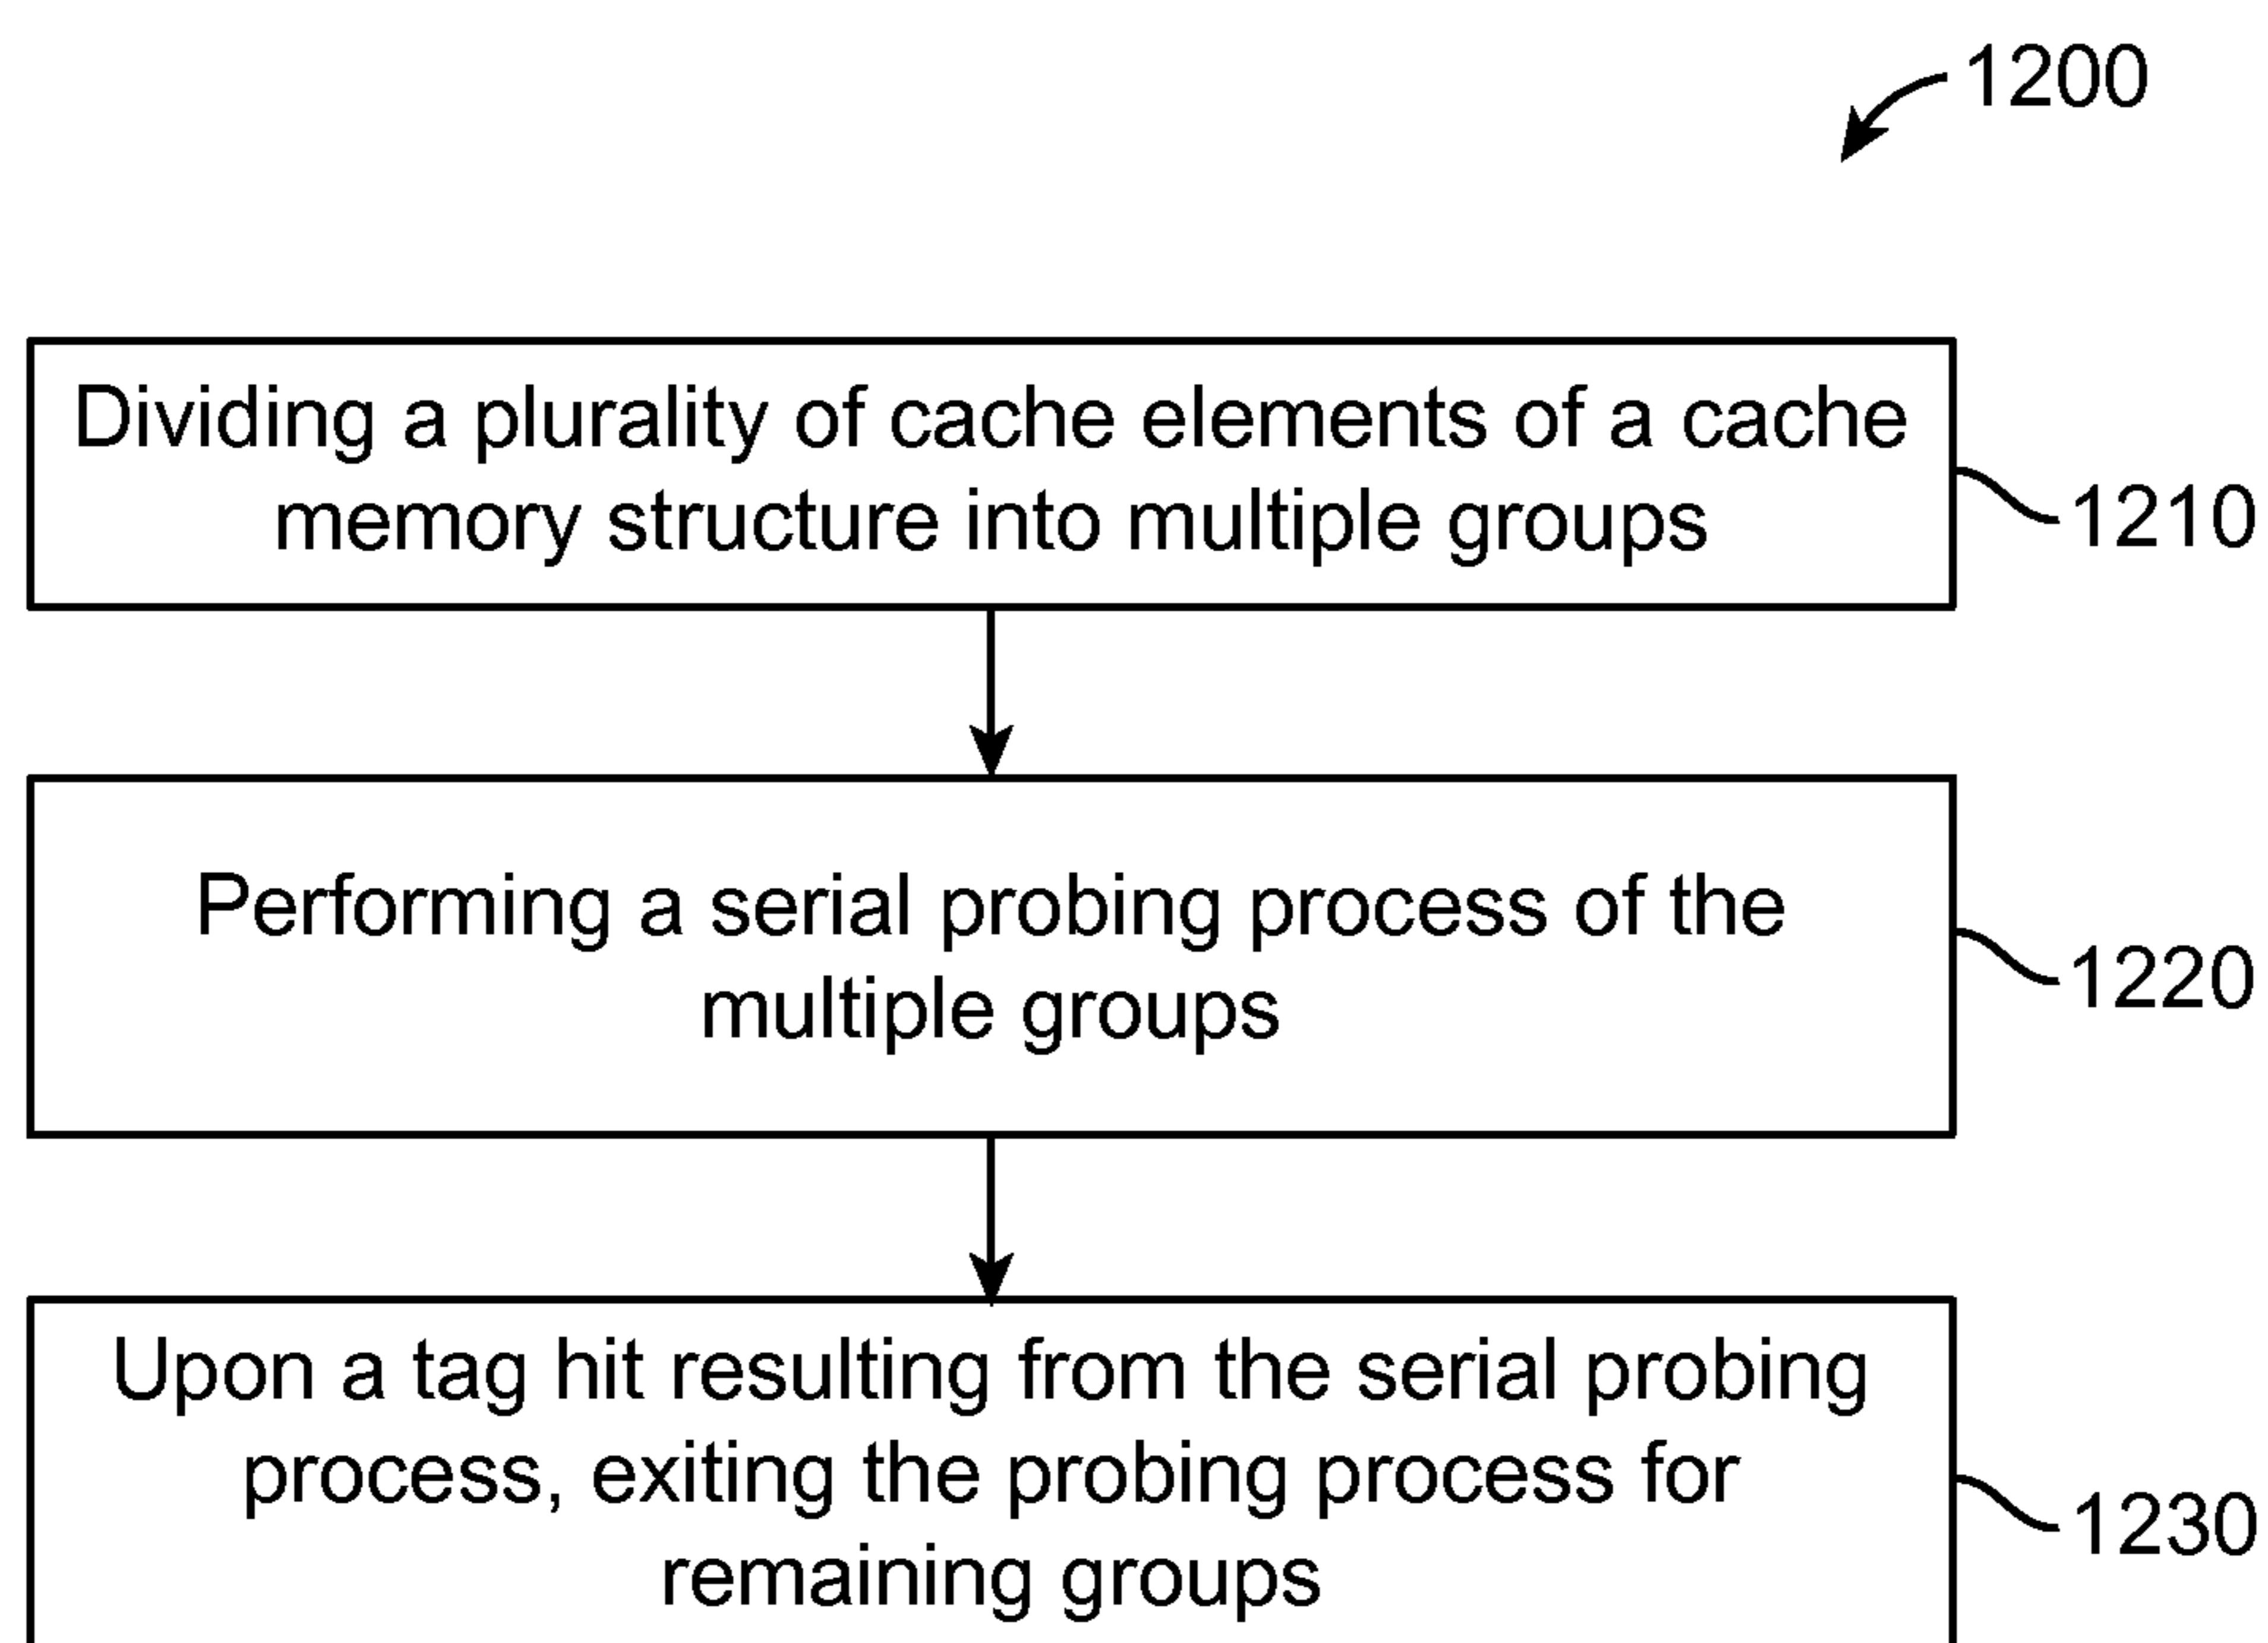 1200
Dividing a plurality of cache elements of a cache
memory structure into multiple groups
1210
Performing a serial probing process of the
multiple groups
1220
Upon a tag hit resulting from the serial probing
process, exiting the probing process for
remaining groups
1230